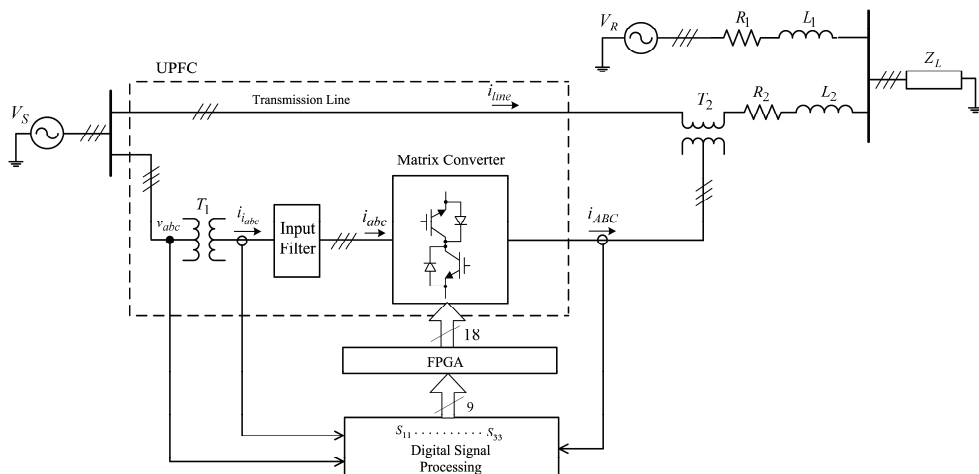 V_R
R_1
L_1
UPFC
Z_L
V_S
Transmission Line
i_line
T_2
R_2
L_2
Matrix Converter
v_abc
T_1
i_i_abc
Input
Filter
i_abc
i_ABC
18
FPGA
9
S_11 . . . . . . . . . . S_33
Digital Signal
Processing